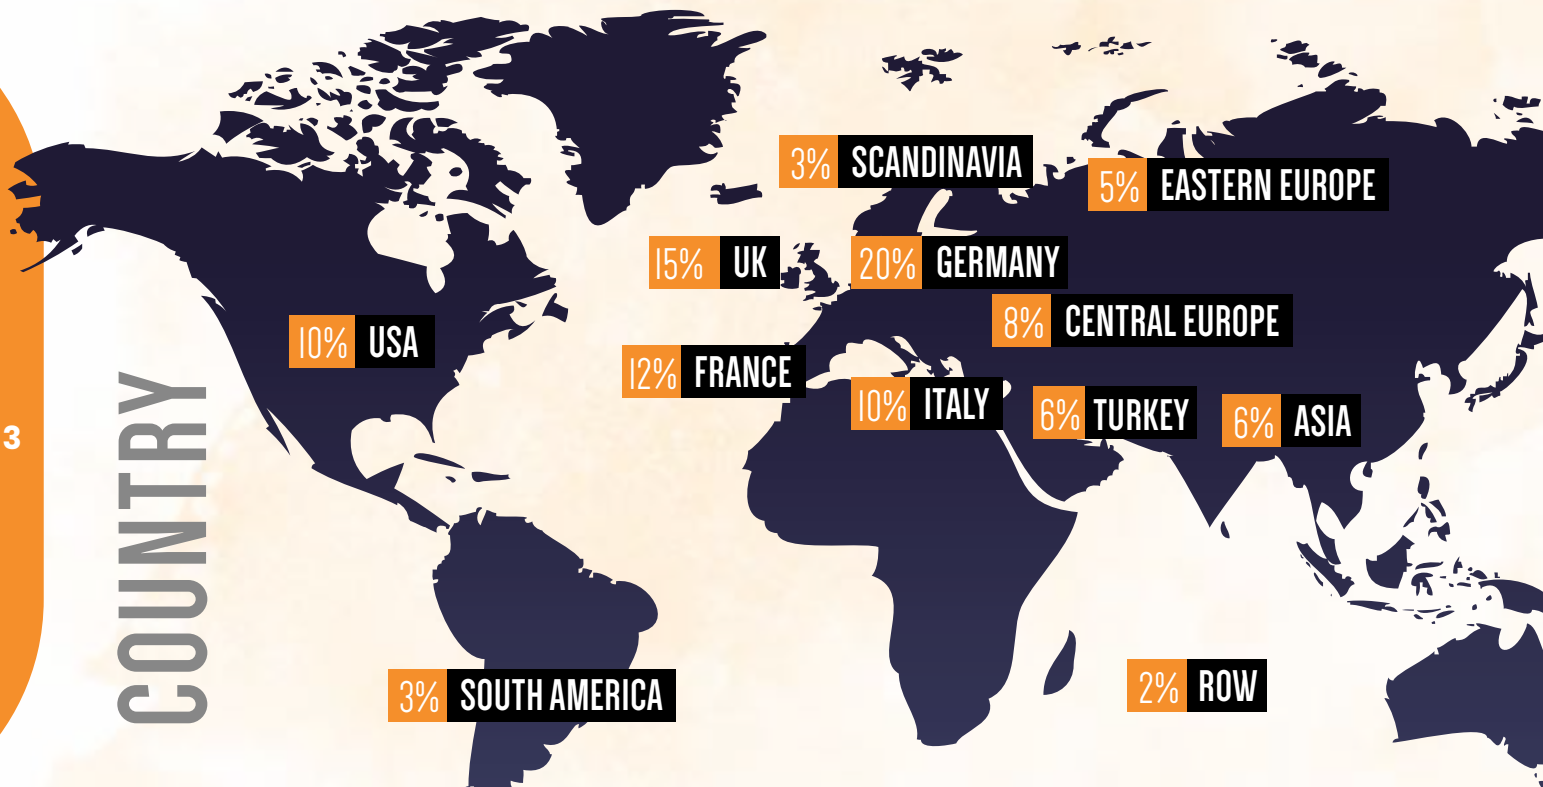 3% SCANDINAVIA
5% EASTERN EUROPE
15% UK
20% GERMANY
8% CENTRAL EUROPE
10% USA
12% FRANCE
10% ITALY
6% TURKEY
6% ASIA
3
COUNTRY
3% SOUTH AMERICA
2% ROW